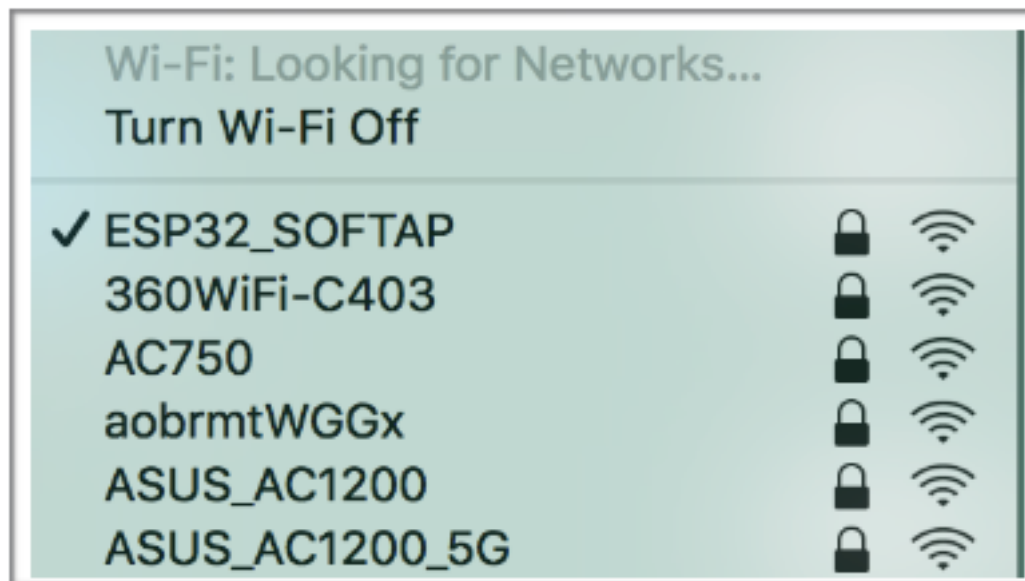 Wi-Fi: Looking for Networks...
Turn Wi-Fi Off
ESP32_SOFTAP
360WiFi-C403
AC750
aobrmtWGGx
ASUS_AC1200
ASUS_AC1200_5G